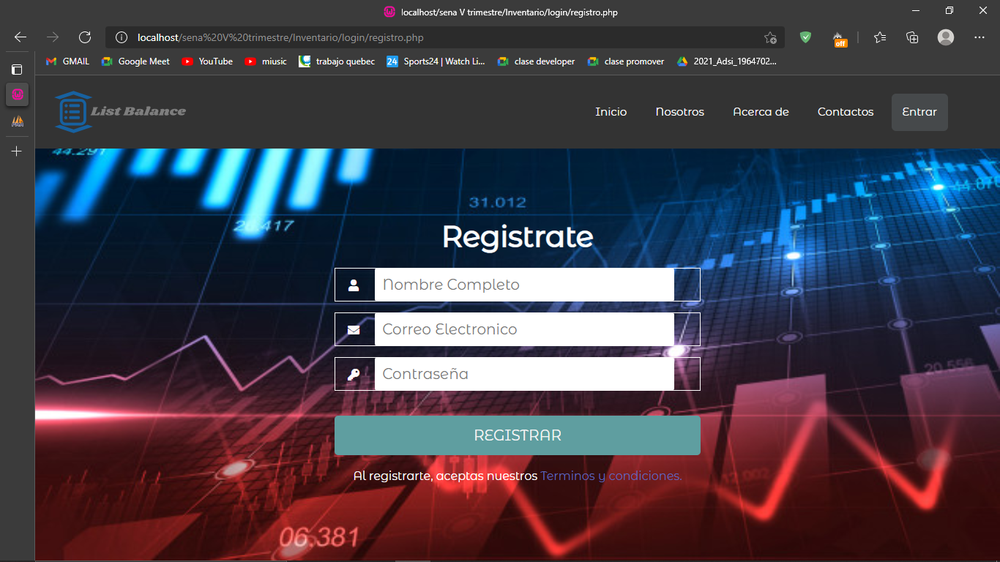 localhost/sena V trimestre/Inventario/login/registro.php
localhost/sena%20V%20trimestre/Inventario/login/registro.php
off
GMAIL Google Meet YouTube miusic trabajo quebec 24 Sports24 | Watch Li... clase developer clase promover 2021_Adsi_1964702...
List Balance Inicio Nosotros Acerca de Contactos Entrar
44.291
31.012
26.417
Registrate
Nombre Completo
Correo Electronico
Contraseña
20.556
REGISTRAR
Al registrarte, aceptas nuestros Terminos y condiciones.
06.381